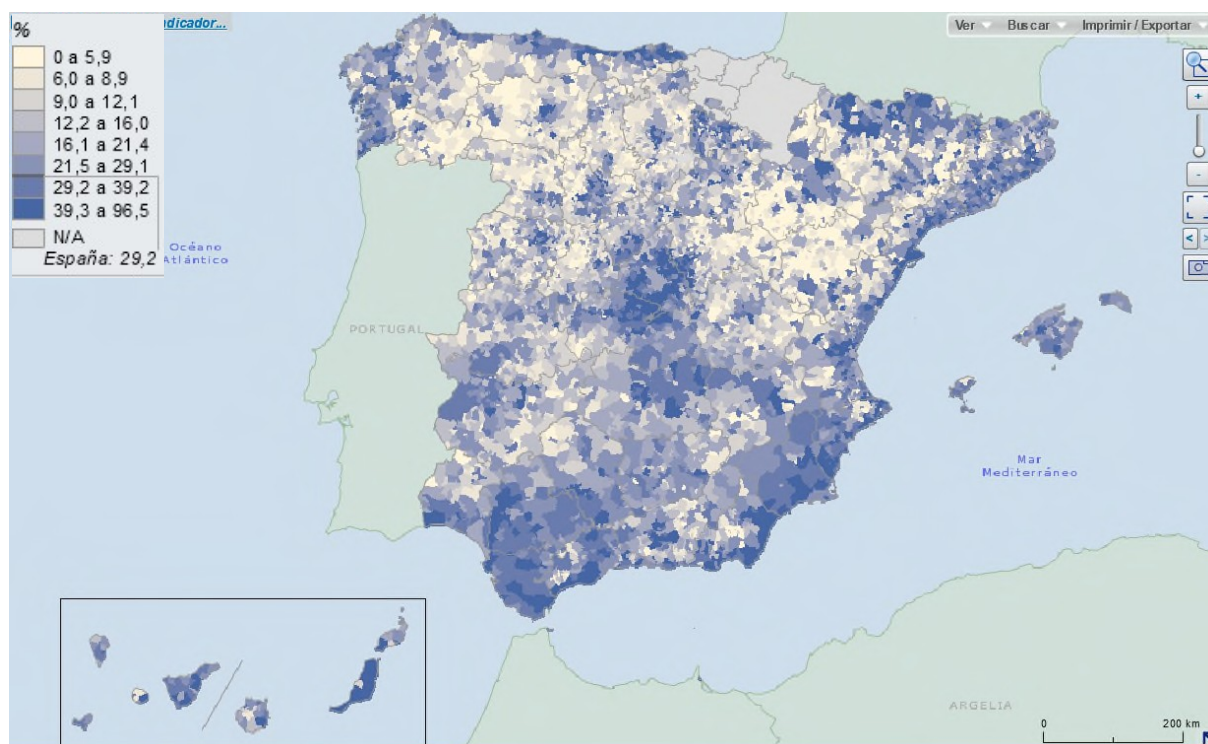 %
indicador...
0 a 5,9
6,0 a 8,9
9,0 a 12,1
12,2 a 16,0
16,1 a 21,4
21,5 a 29,1
29,2 a 39,2
39,3 a 96,5
N/A
España: 29,2
Ver Buscar Imprimir / Exportar
+
-
< >
Océano
Atlántico
PORTUGAL
Mar
Mediterráneo
ARGELIA
0 200 km
N